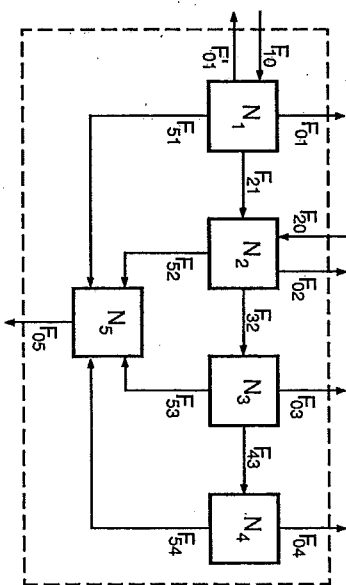 F₁₀
F'₀₁
N₁
F₀₁
F₅₁
F₂₁
F₂₀
N₂
F₀₂
F₅₂
F₃₂
N₅
F₀₅
N₃
F₀₃
F₅₃
F₄₃
N₄
F₀₄
F₅₄